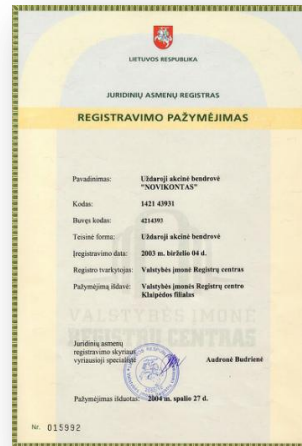 LIETUVOS RESPUBLIKA
JURIDINIŲ ASMENŲ REGISTRAS
REGISTRAVIMO PAŽYMĖJIMAS
Pavadinimas: Uždaroji akcinė bendrovė
"NOVIKONTAS"
Kodas: 1421 43931
Buvęs kodas: 4214393
Teisinė forma: Uždaroji akcinė bendrovė
Įregistravimo data: 2003 m. birželio 04 d.
Registro tvarkytojas: Valstybės įmonė Registrų centras
Pažymėjimą išdavė: Valstybės įmonės Registrų centro
Klaipėdos filialas
VALSTYBĖS ĮMONĖ
REGISTRŲ CENTRAS
Juridinių asmenų
registravimo skyriaus
vyriausioji specialistė Audronė Budrienė
Pažymėjimas išduotas: 2004 m. spalio 27 d.
Nr. 015992